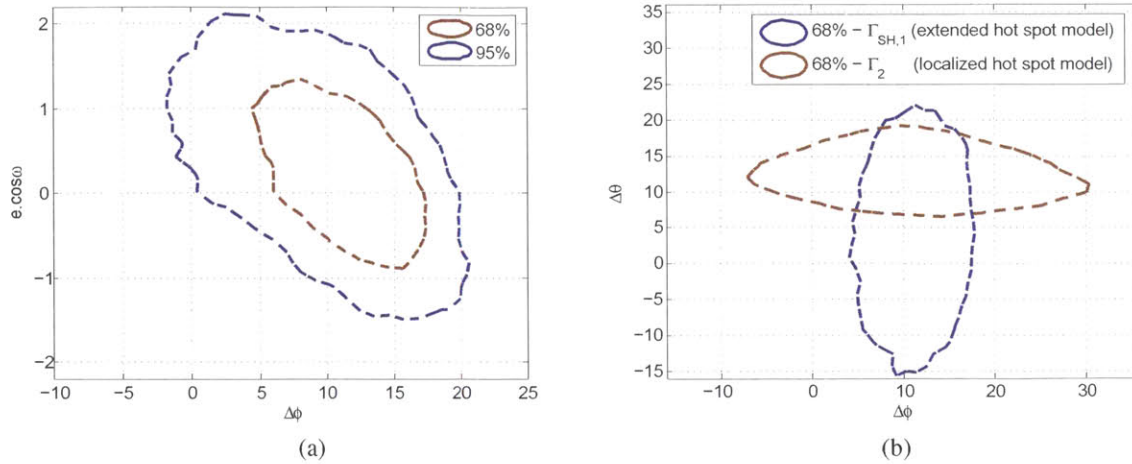 68%
95%
e.cosω
2
1
0
−1
−2
−10 −5 0 5 10 15 20 25
Δϕ
(a)
68% − Γ_SH,1 (extended hot spot model)
68% − Γ_2 (localized hot spot model)
Δθ
35
30
25
20
15
10
5
0
−5
−10
−15
−10 0 10 20 30
Δϕ
(b)